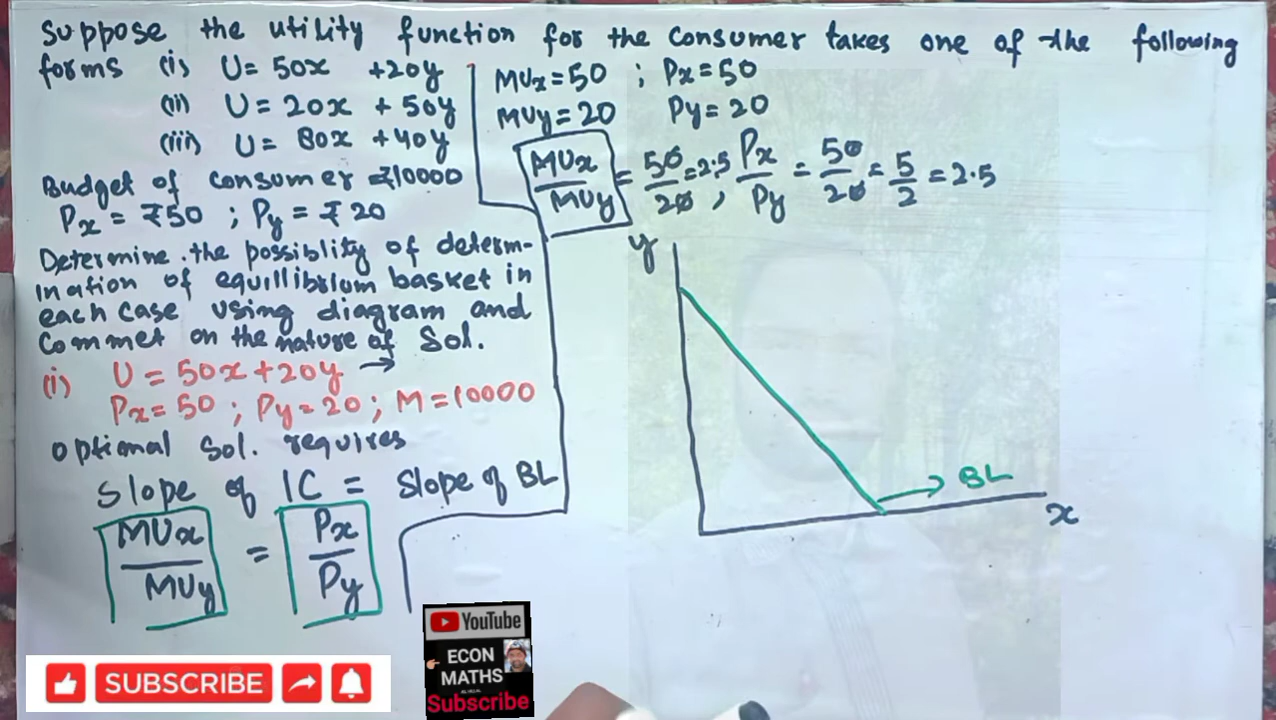 Suppose the utility function for the consumer takes one of the following
forms (i) U = 50x + 20y
(ii) U = 20x + 50y
(iii) U = 80x + 40y
Budget of consumer = ₹10000
Px = ₹50 ; Py = ₹20
Determine the possiblity of determ-
ination of equillibrium basket in
each case using diagram and
Commet on the nature of Sol.
(i) U = 50x + 20y →
Px = 50 ; Py = 20 ; M = 10000
optimal Sol. requires
Slope of IC = Slope of BL
MUx/MUy = Px/Py
MUx = 50 ; Px = 50
MUy = 20 Py = 20
MUx/MUy = 50/20 = 2.5 , Px/Py = 50/20 = 5/2 = 2.5
y
→ BL
x
SUBSCRIBE
YouTube
ECON
MATHS
Subscribe